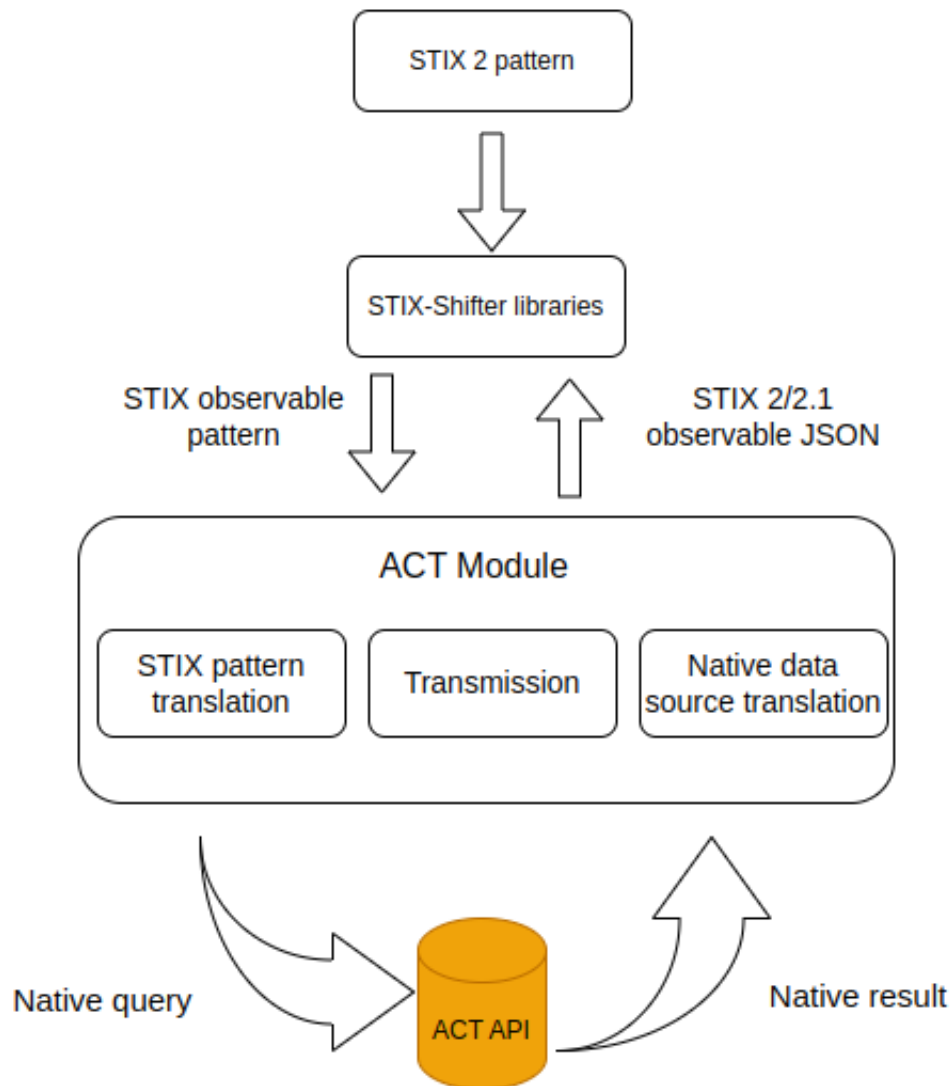 STIX 2 pattern
STIX-Shifter libraries
STIX observable
pattern
STIX 2/2.1
observable JSON
ACT Module
STIX pattern
translation
Transmission
Native data
source translation
Native query
ACT API
Native result